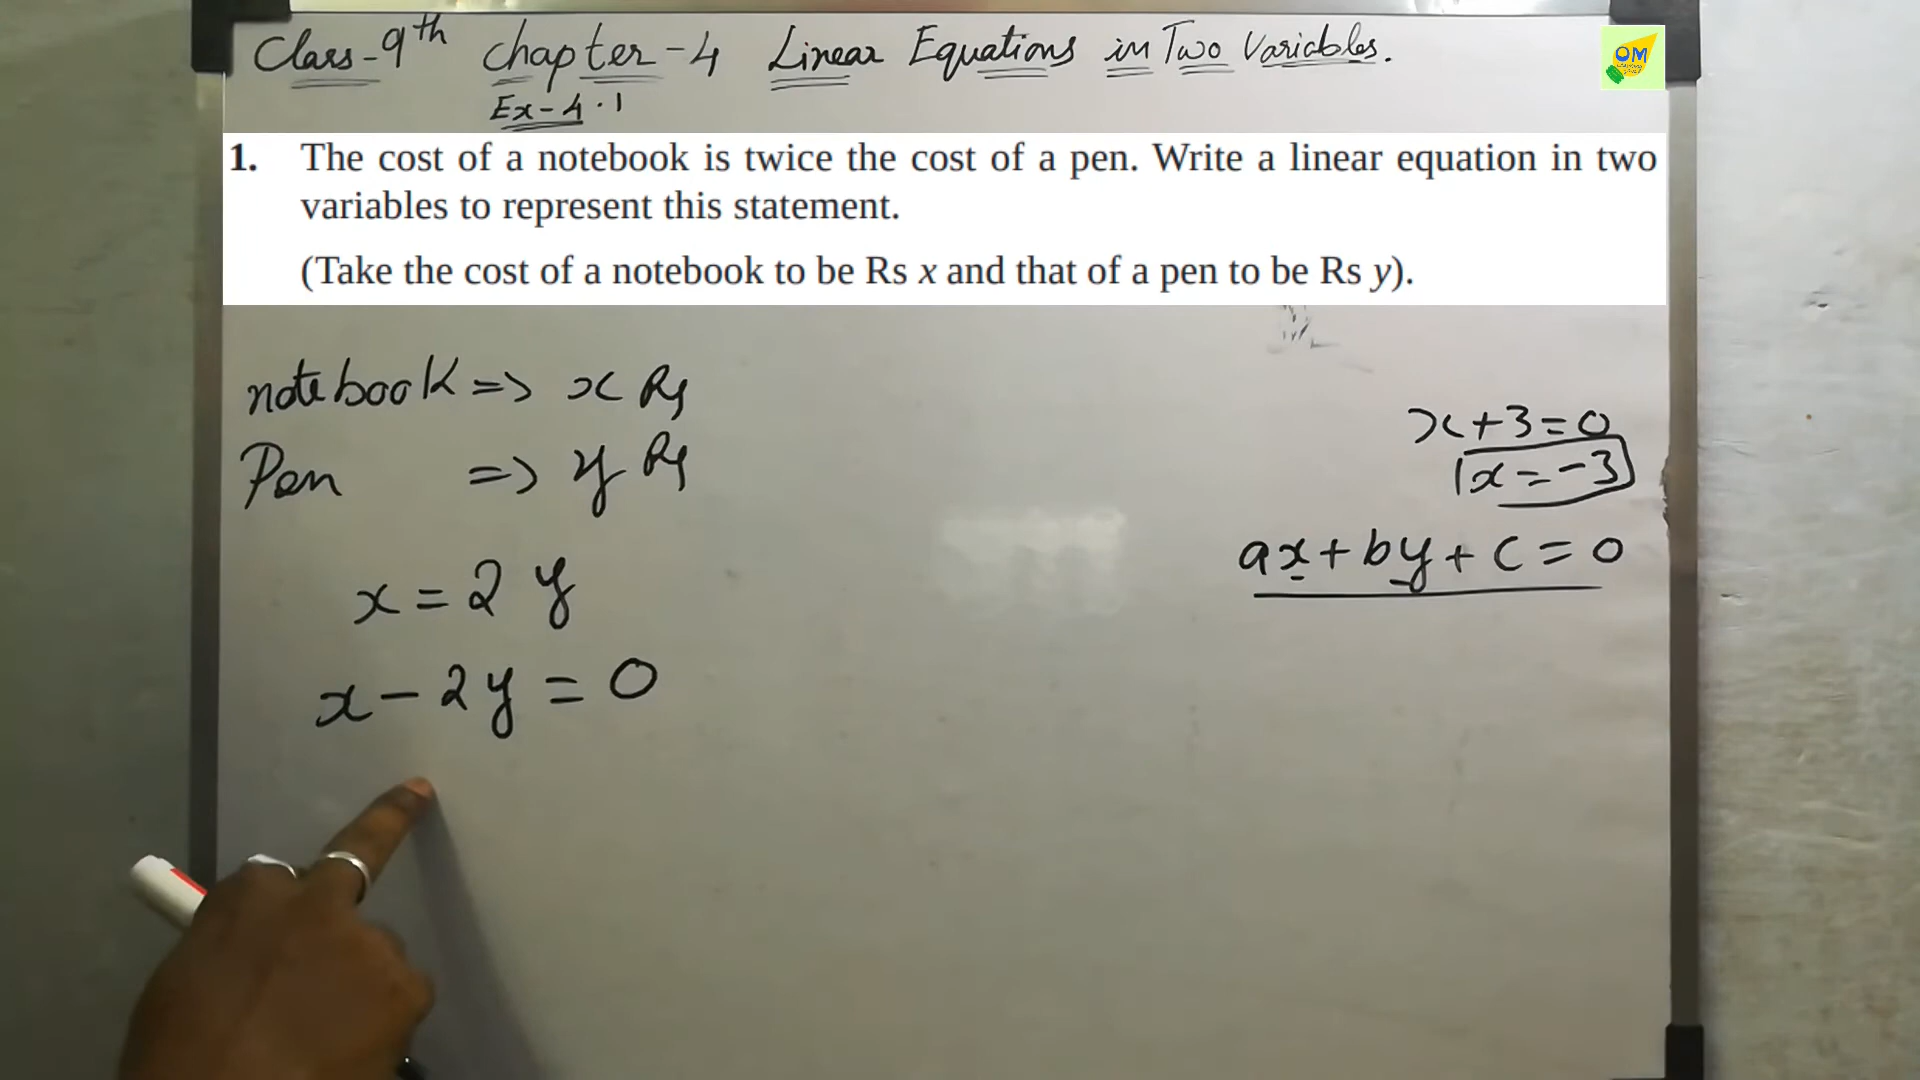 Class-9th Chapter-4 Linear Equations in Two Variables.
Ex-4.1
OM
1. The cost of a notebook is twice the cost of a pen. Write a linear equation in two
variables to represent this statement.
(Take the cost of a notebook to be Rs x and that of a pen to be Rs y).
notebook => x Rs
Pen => y Rs
x = 2 y
x - 2y = 0
x+3=0
x=-3
ax+by+c=0